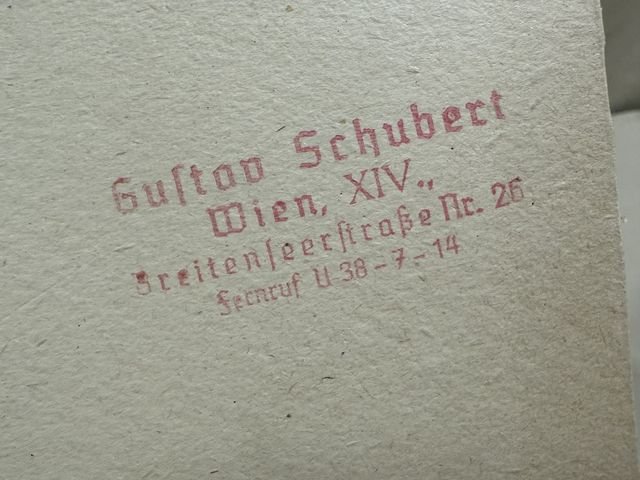 Gustav Schubert
Wien, XIV.,
Breitenseerstraße Nr. 26
Fernruf U 38-7-14